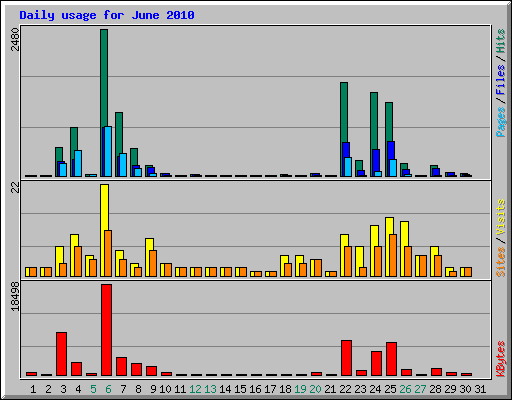 Daily usage for June 2010
2480
Pages / Files / Hits
22
Sites / Visits
18498
KBytes
1 2 3 4 5 6 7 8 9 10 11 12 13 14 15 16 17 18 19 20 21 22 23 24 25 26 27 28 29 30 31